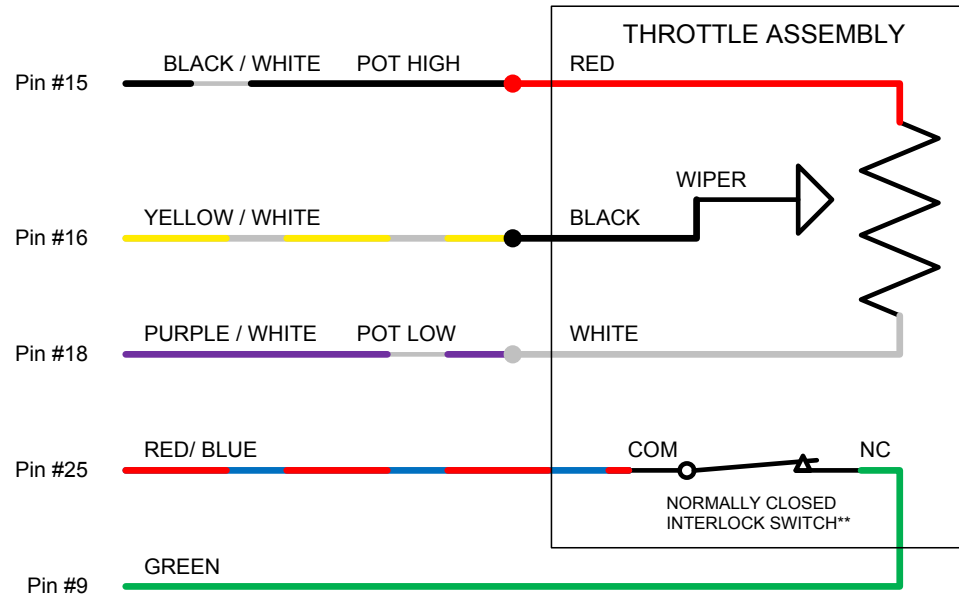 THROTTLE ASSEMBLY
Pin #15
BLACK / WHITE
POT HIGH
RED
WIPER
Pin #16
YELLOW / WHITE
BLACK
Pin #18
PURPLE / WHITE
POT LOW
WHITE
Pin #25
RED/ BLUE
COM
NC
NORMALLY CLOSED
INTERLOCK SWITCH**
Pin #9
GREEN